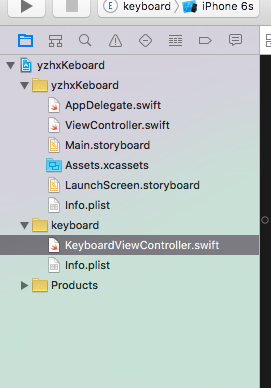 keyboard
iPhone 6s
yzhxKeboard
yzhxKeboard
AppDelegate.swift
ViewController.swift
Main.storyboard
Assets.xcassets
LaunchScreen.storyboard
Info.plist
keyboard
KeyboardViewController.swift
Info.plist
Products